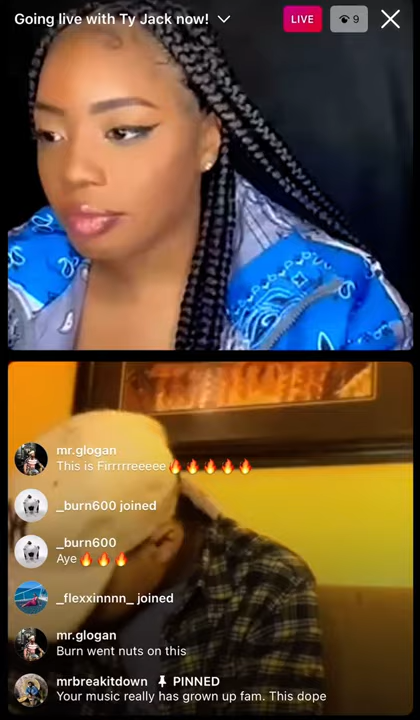 Going live with Ty Jack now!
LIVE
9
mr.glogan
This is Firrrrreeeee🔥🔥🔥🔥🔥
_burn600 joined
_burn600
Aye🔥🔥🔥
_flexxinnnn_ joined
mr.glogan
Burn went nuts on this
mrbreakitdown 📌 PINNED
Your music really has grown up fam. This dope